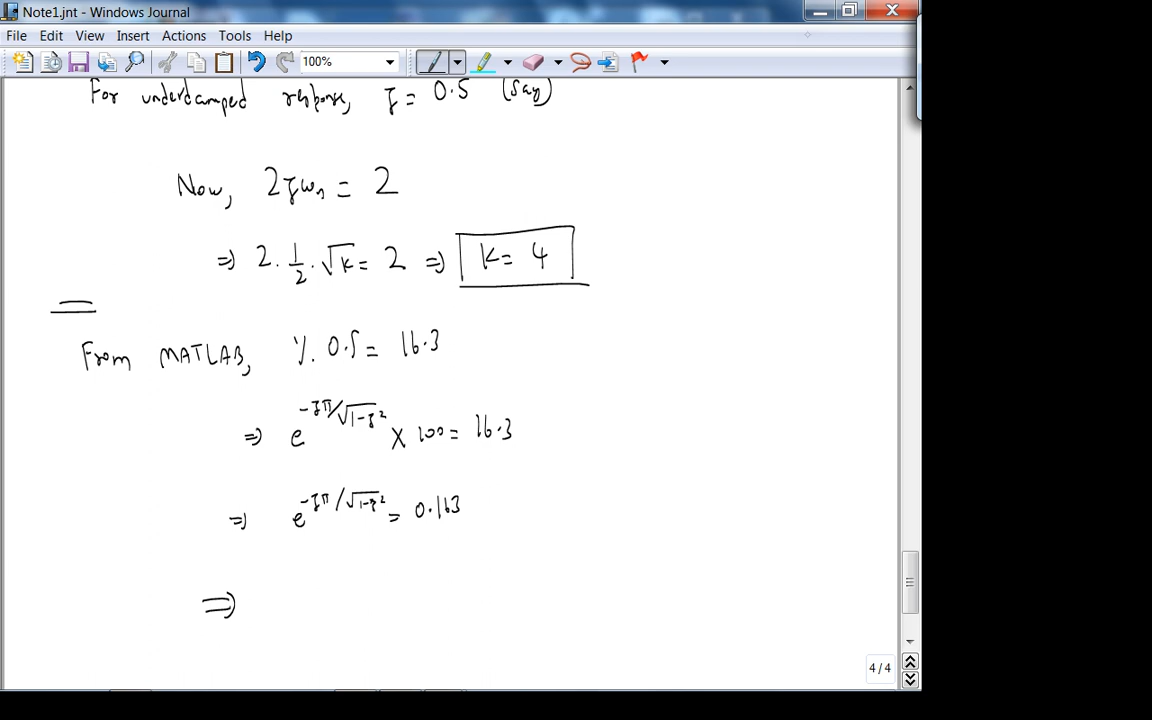 Note1.jnt - Windows Journal
File Edit View Insert Actions Tools Help
100%
For underdamped response, ζ = 0.5 (say)
Now, 2ζωn = 2
⇒ 2 . 1/2 . √K = 2 ⇒ K = 4
From MATLAB, % O.S = 16.3
⇒ e^(-ζπ/√(1-ζ²)) × 100 = 16.3
⇒ e^(-ζπ/√(1-ζ²)) = 0.163
⇒
4 / 4